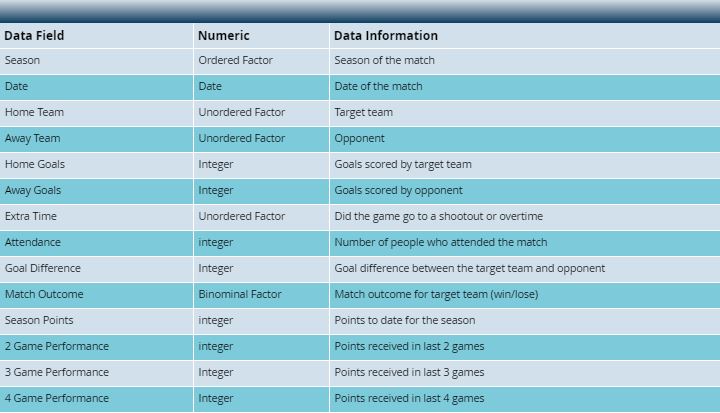 Data Field Numeric Data Information
Season Ordered Factor Season of the match
Date Date Date of the match
Home Team Unordered Factor Target team
Away Team Unordered Factor Opponent
Home Goals Integer Goals scored by target team
Away Goals Integer Goals scored by opponent
Extra Time Unordered Factor Did the game go to a shootout or overtime
Attendance integer Number of people who attended the match
Goal Difference Integer Goal difference between the target team and opponent
Match Outcome Binominal Factor Match outcome for target team (win/lose)
Season Points integer Points to date for the season
2 Game Performance integer Points received in last 2 games
3 Game Performance Integer Points received in last 3 games
4 Game Performance Integer Points received in last 4 games